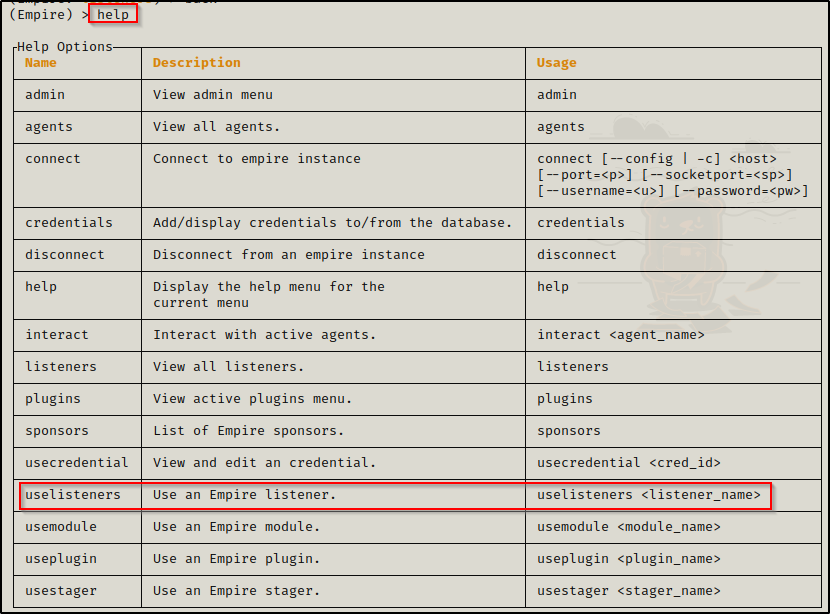 (Empire) > help
Help Options
Name Description Usage
admin View admin menu admin
agents View all agents. agents
connect Connect to empire instance connect [--config | -c] <host>
[--port=<p>] [--socketport=<sp>]
[--username=<u>] [--password=<pw>]
credentials Add/display credentials to/from the database. credentials
disconnect Disconnect from an empire instance disconnect
help Display the help menu for the help
current menu
interact Interact with active agents. interact <agent_name>
listeners View all listeners. listeners
plugins View active plugins menu. plugins
sponsors List of Empire sponsors. sponsors
usecredential View and edit an credential. usecredential <cred_id>
uselisteners Use an Empire listener. uselisteners <listener_name>
usemodule Use an Empire module. usemodule <module_name>
useplugin Use an Empire plugin. useplugin <plugin_name>
usestager Use an Empire stager. usestager <stager_name>